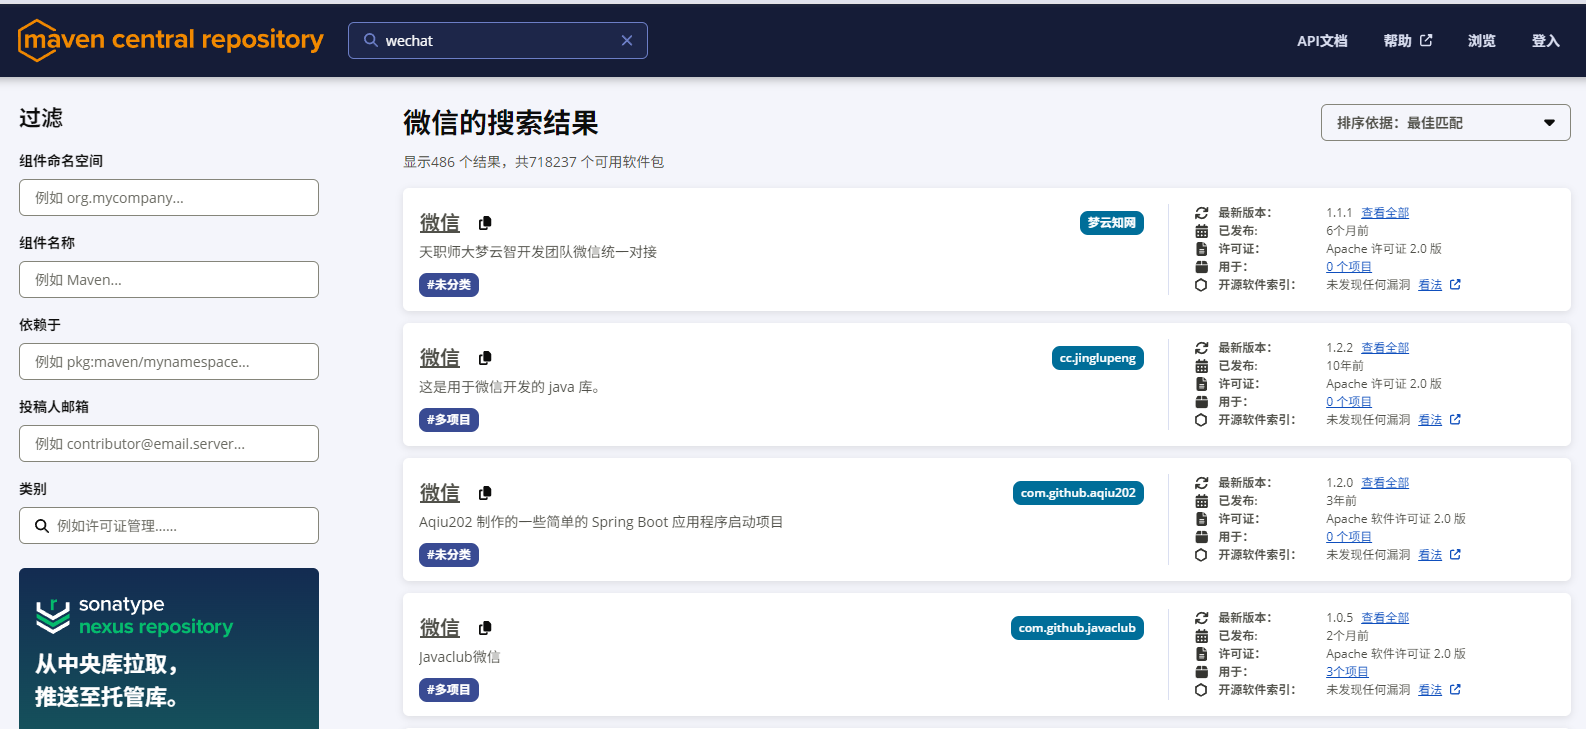 maven central repository
wechat
API文档
帮助
浏览
登入
过滤
组件命名空间
例如 org.mycompany...
组件名称
例如 Maven...
依赖于
例如 pkg:maven/mynamespace...
投稿人邮箱
例如 contributor@email.server...
类别
例如许可证管理......
sonatype
nexus repository
从中央库拉取，
推送至托管库。
微信的搜索结果
显示486 个结果，共718237 个可用软件包
排序依据：最佳匹配
微信
天职师大梦云智开发团队微信统一对接
#未分类
梦云知网
最新版本： 1.1.1 查看全部
已发布: 6个月前
许可证： Apache 许可证 2.0 版
用于： 0 个项目
开源软件索引： 未发现任何漏洞 看法
微信
这是用于微信开发的 java 库。
#多项目
cc.jinglupeng
最新版本： 1.2.2 查看全部
已发布: 10年前
许可证： Apache 许可证 2.0 版
用于： 0 个项目
开源软件索引： 未发现任何漏洞 看法
微信
Aqiu202 制作的一些简单的 Spring Boot 应用程序启动项目
#未分类
com.github.aqiu202
最新版本： 1.2.0 查看全部
已发布: 3年前
许可证： Apache 软件许可证 2.0 版
用于： 0 个项目
开源软件索引： 未发现任何漏洞 看法
微信
Javaclub微信
#多项目
com.github.javaclub
最新版本： 1.0.5 查看全部
已发布: 2个月前
许可证： Apache 软件许可证 2.0 版
用于： 3个项目
开源软件索引： 未发现任何漏洞 看法